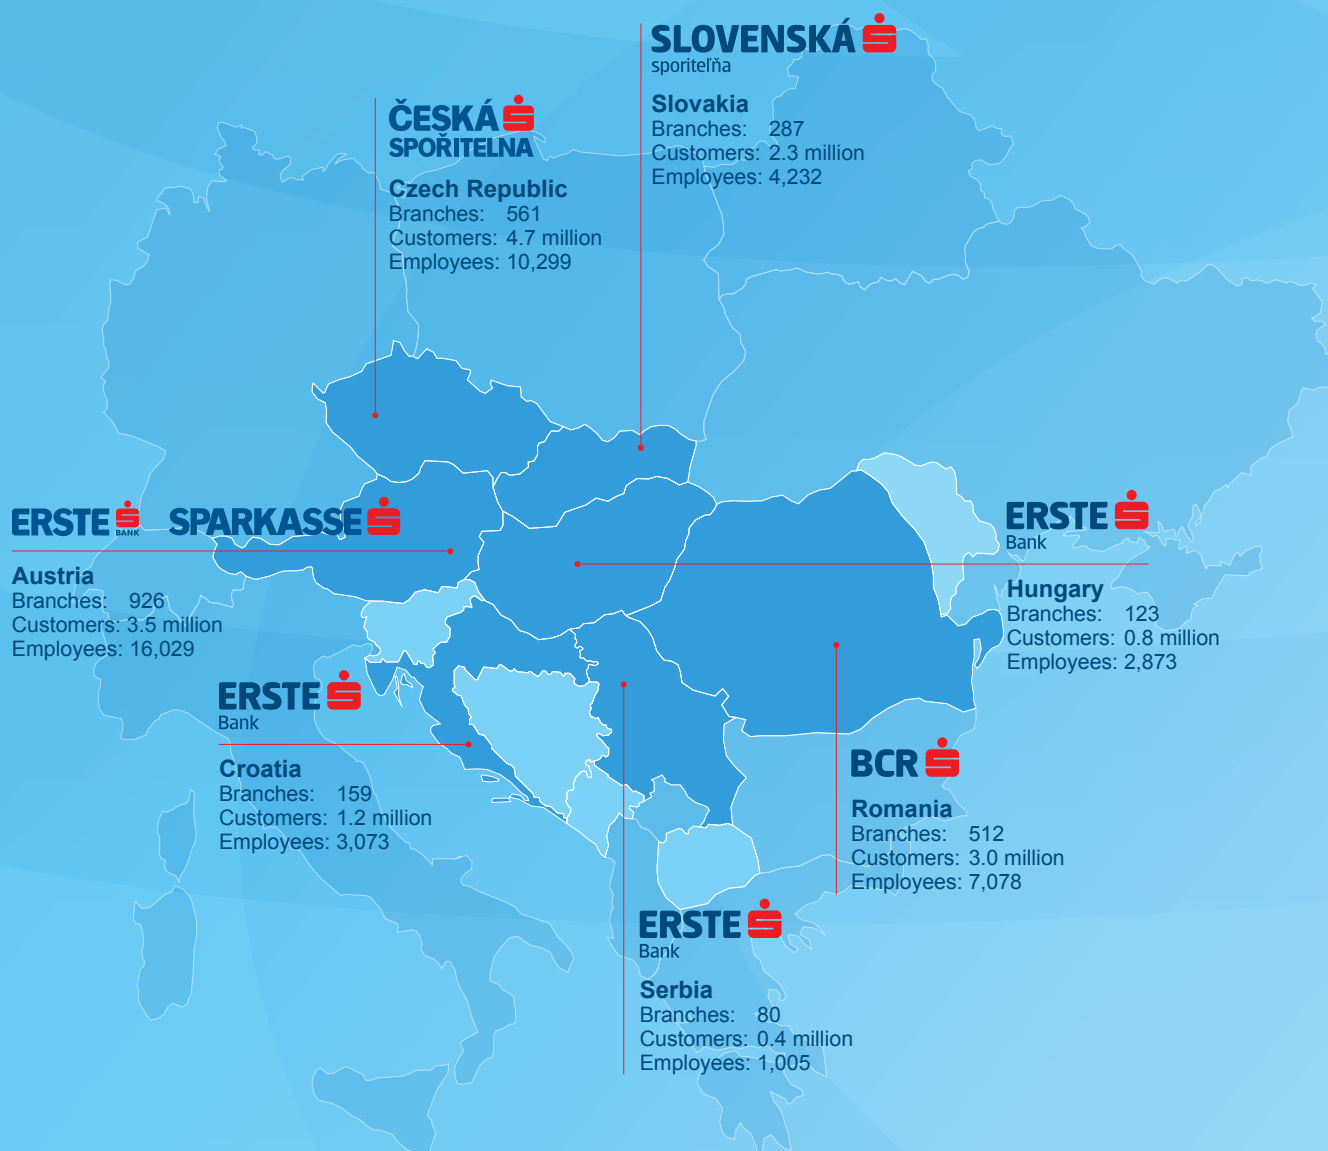 SLOVENSKÁ
sporiteľňa
Slovakia
Branches: 287
Customers: 2.3 million
Employees: 4,232
ČESKÁ
SPOŘITELNA
Czech Republic
Branches: 561
Customers: 4.7 million
Employees: 10,299
ERSTE BANK SPARKASSE
Austria
Branches: 926
Customers: 3.5 million
Employees: 16,029
ERSTE
Bank
Hungary
Branches: 123
Customers: 0.8 million
Employees: 2,873
ERSTE
Bank
Croatia
Branches: 159
Customers: 1.2 million
Employees: 3,073
BCR
Romania
Branches: 512
Customers: 3.0 million
Employees: 7,078
ERSTE
Bank
Serbia
Branches: 80
Customers: 0.4 million
Employees: 1,005